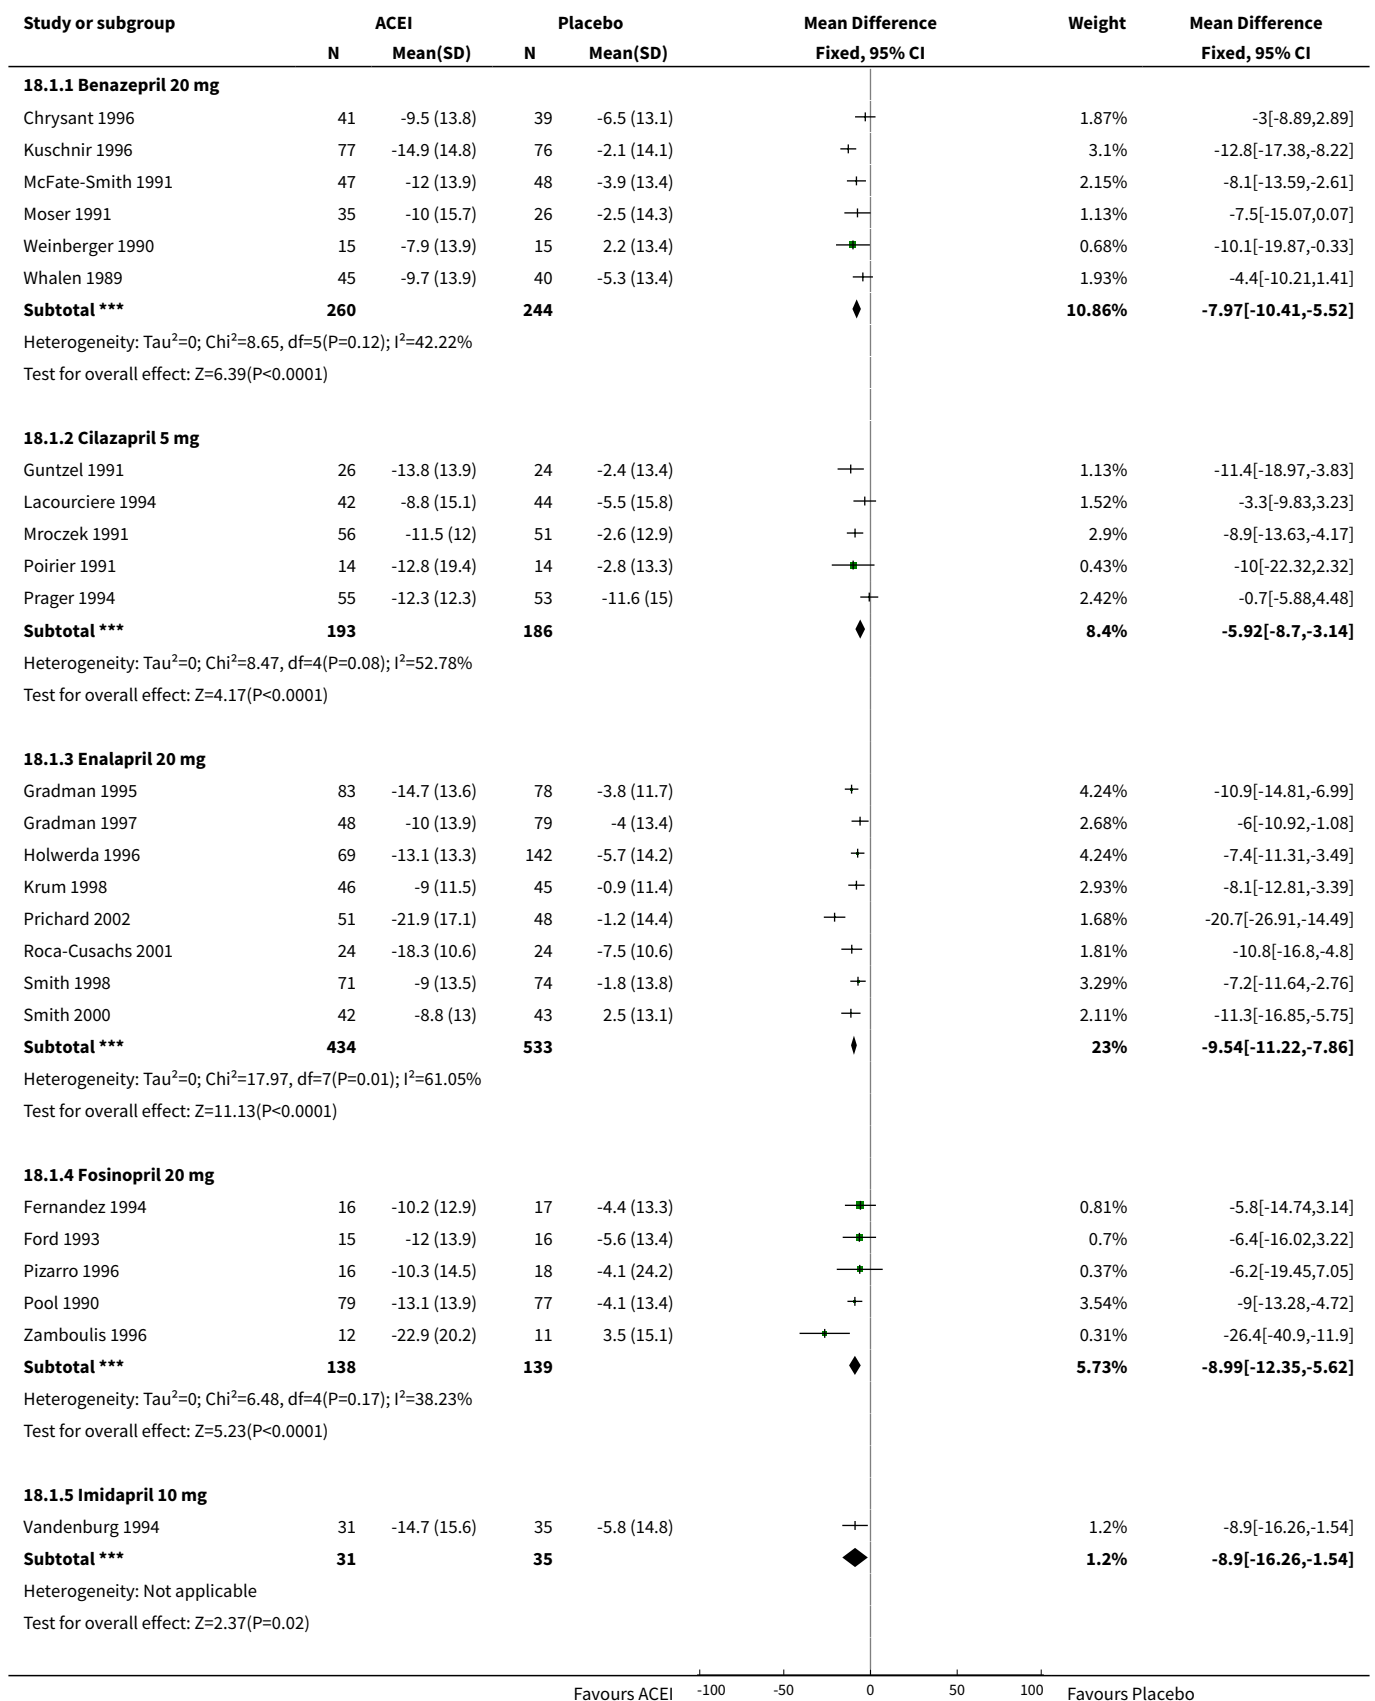 Study or subgroup ACEI Placebo Mean Difference Weight Mean Difference
N Mean(SD) N Mean(SD) Fixed, 95% CI Fixed, 95% CI
18.1.1 Benazepril 20 mg
Chrysant 1996 41 -9.5 (13.8) 39 -6.5 (13.1) 1.87% -3[-8.89,2.89]
Kuschnir 1996 77 -14.9 (14.8) 76 -2.1 (14.1) 3.1% -12.8[-17.38,-8.22]
McFate-Smith 1991 47 -12 (13.9) 48 -3.9 (13.4) 2.15% -8.1[-13.59,-2.61]
Moser 1991 35 -10 (15.7) 26 -2.5 (14.3) 1.13% -7.5[-15.07,0.07]
Weinberger 1990 15 -7.9 (13.9) 15 2.2 (13.4) 0.68% -10.1[-19.87,-0.33]
Whalen 1989 45 -9.7 (13.9) 40 -5.3 (13.4) 1.93% -4.4[-10.21,1.41]
Subtotal *** 260 244 10.86% -7.97[-10.41,-5.52]
Heterogeneity: Tau²=0; Chi²=8.65, df=5(P=0.12); I²=42.22%
Test for overall effect: Z=6.39(P<0.0001)
18.1.2 Cilazapril 5 mg
Guntzel 1991 26 -13.8 (13.9) 24 -2.4 (13.4) 1.13% -11.4[-18.97,-3.83]
Lacourciere 1994 42 -8.8 (15.1) 44 -5.5 (15.8) 1.52% -3.3[-9.83,3.23]
Mroczek 1991 56 -11.5 (12) 51 -2.6 (12.9) 2.9% -8.9[-13.63,-4.17]
Poirier 1991 14 -12.8 (19.4) 14 -2.8 (13.3) 0.43% -10[-22.32,2.32]
Prager 1994 55 -12.3 (12.3) 53 -11.6 (15) 2.42% -0.7[-5.88,4.48]
Subtotal *** 193 186 8.4% -5.92[-8.7,-3.14]
Heterogeneity: Tau²=0; Chi²=8.47, df=4(P=0.08); I²=52.78%
Test for overall effect: Z=4.17(P<0.0001)
18.1.3 Enalapril 20 mg
Gradman 1995 83 -14.7 (13.6) 78 -3.8 (11.7) 4.24% -10.9[-14.81,-6.99]
Gradman 1997 48 -10 (13.9) 79 -4 (13.4) 2.68% -6[-10.92,-1.08]
Holwerda 1996 69 -13.1 (13.3) 142 -5.7 (14.2) 4.24% -7.4[-11.31,-3.49]
Krum 1998 46 -9 (11.5) 45 -0.9 (11.4) 2.93% -8.1[-12.81,-3.39]
Prichard 2002 51 -21.9 (17.1) 48 -1.2 (14.4) 1.68% -20.7[-26.91,-14.49]
Roca-Cusachs 2001 24 -18.3 (10.6) 24 -7.5 (10.6) 1.81% -10.8[-16.8,-4.8]
Smith 1998 71 -9 (13.5) 74 -1.8 (13.8) 3.29% -7.2[-11.64,-2.76]
Smith 2000 42 -8.8 (13) 43 2.5 (13.1) 2.11% -11.3[-16.85,-5.75]
Subtotal *** 434 533 23% -9.54[-11.22,-7.86]
Heterogeneity: Tau²=0; Chi²=17.97, df=7(P=0.01); I²=61.05%
Test for overall effect: Z=11.13(P<0.0001)
18.1.4 Fosinopril 20 mg
Fernandez 1994 16 -10.2 (12.9) 17 -4.4 (13.3) 0.81% -5.8[-14.74,3.14]
Ford 1993 15 -12 (13.9) 16 -5.6 (13.4) 0.7% -6.4[-16.02,3.22]
Pizarro 1996 16 -10.3 (14.5) 18 -4.1 (24.2) 0.37% -6.2[-19.45,7.05]
Pool 1990 79 -13.1 (13.9) 77 -4.1 (13.4) 3.54% -9[-13.28,-4.72]
Zamboulis 1996 12 -22.9 (20.2) 11 3.5 (15.1) 0.31% -26.4[-40.9,-11.9]
Subtotal *** 138 139 5.73% -8.99[-12.35,-5.62]
Heterogeneity: Tau²=0; Chi²=6.48, df=4(P=0.17); I²=38.23%
Test for overall effect: Z=5.23(P<0.0001)
18.1.5 Imidapril 10 mg
Vandenburg 1994 31 -14.7 (15.6) 35 -5.8 (14.8) 1.2% -8.9[-16.26,-1.54]
Subtotal *** 31 35 1.2% -8.9[-16.26,-1.54]
Heterogeneity: Not applicable
Test for overall effect: Z=2.37(P=0.02)
Favours ACEI -100 -50 0 50 100 Favours Placebo